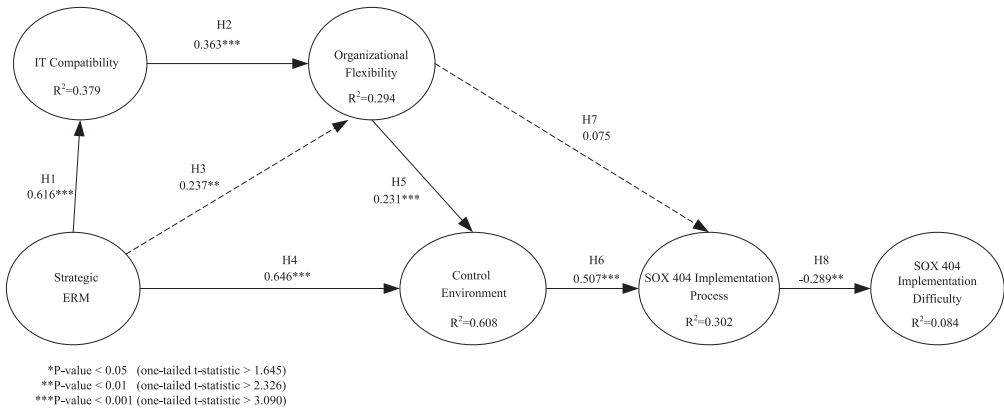 H2
0.363***
IT Compatibility
R²=0.379
Organizational
Flexibility
R²=0.294
H7
0.075
H1
0.616***
H3
0.237**
H5
0.231***
Strategic
ERM
H4
0.646***
Control
Environment
R²=0.608
H6
0.507***
SOX 404 Implementation
Process
R²=0.302
H8
-0.289**
SOX 404
Implementation
Difficulty
R²=0.084
*P-value < 0.05 (one-tailed t-statistic > 1.645)
**P-value < 0.01 (one-tailed t-statistic > 2.326)
***P-value < 0.001 (one-tailed t-statistic > 3.090)